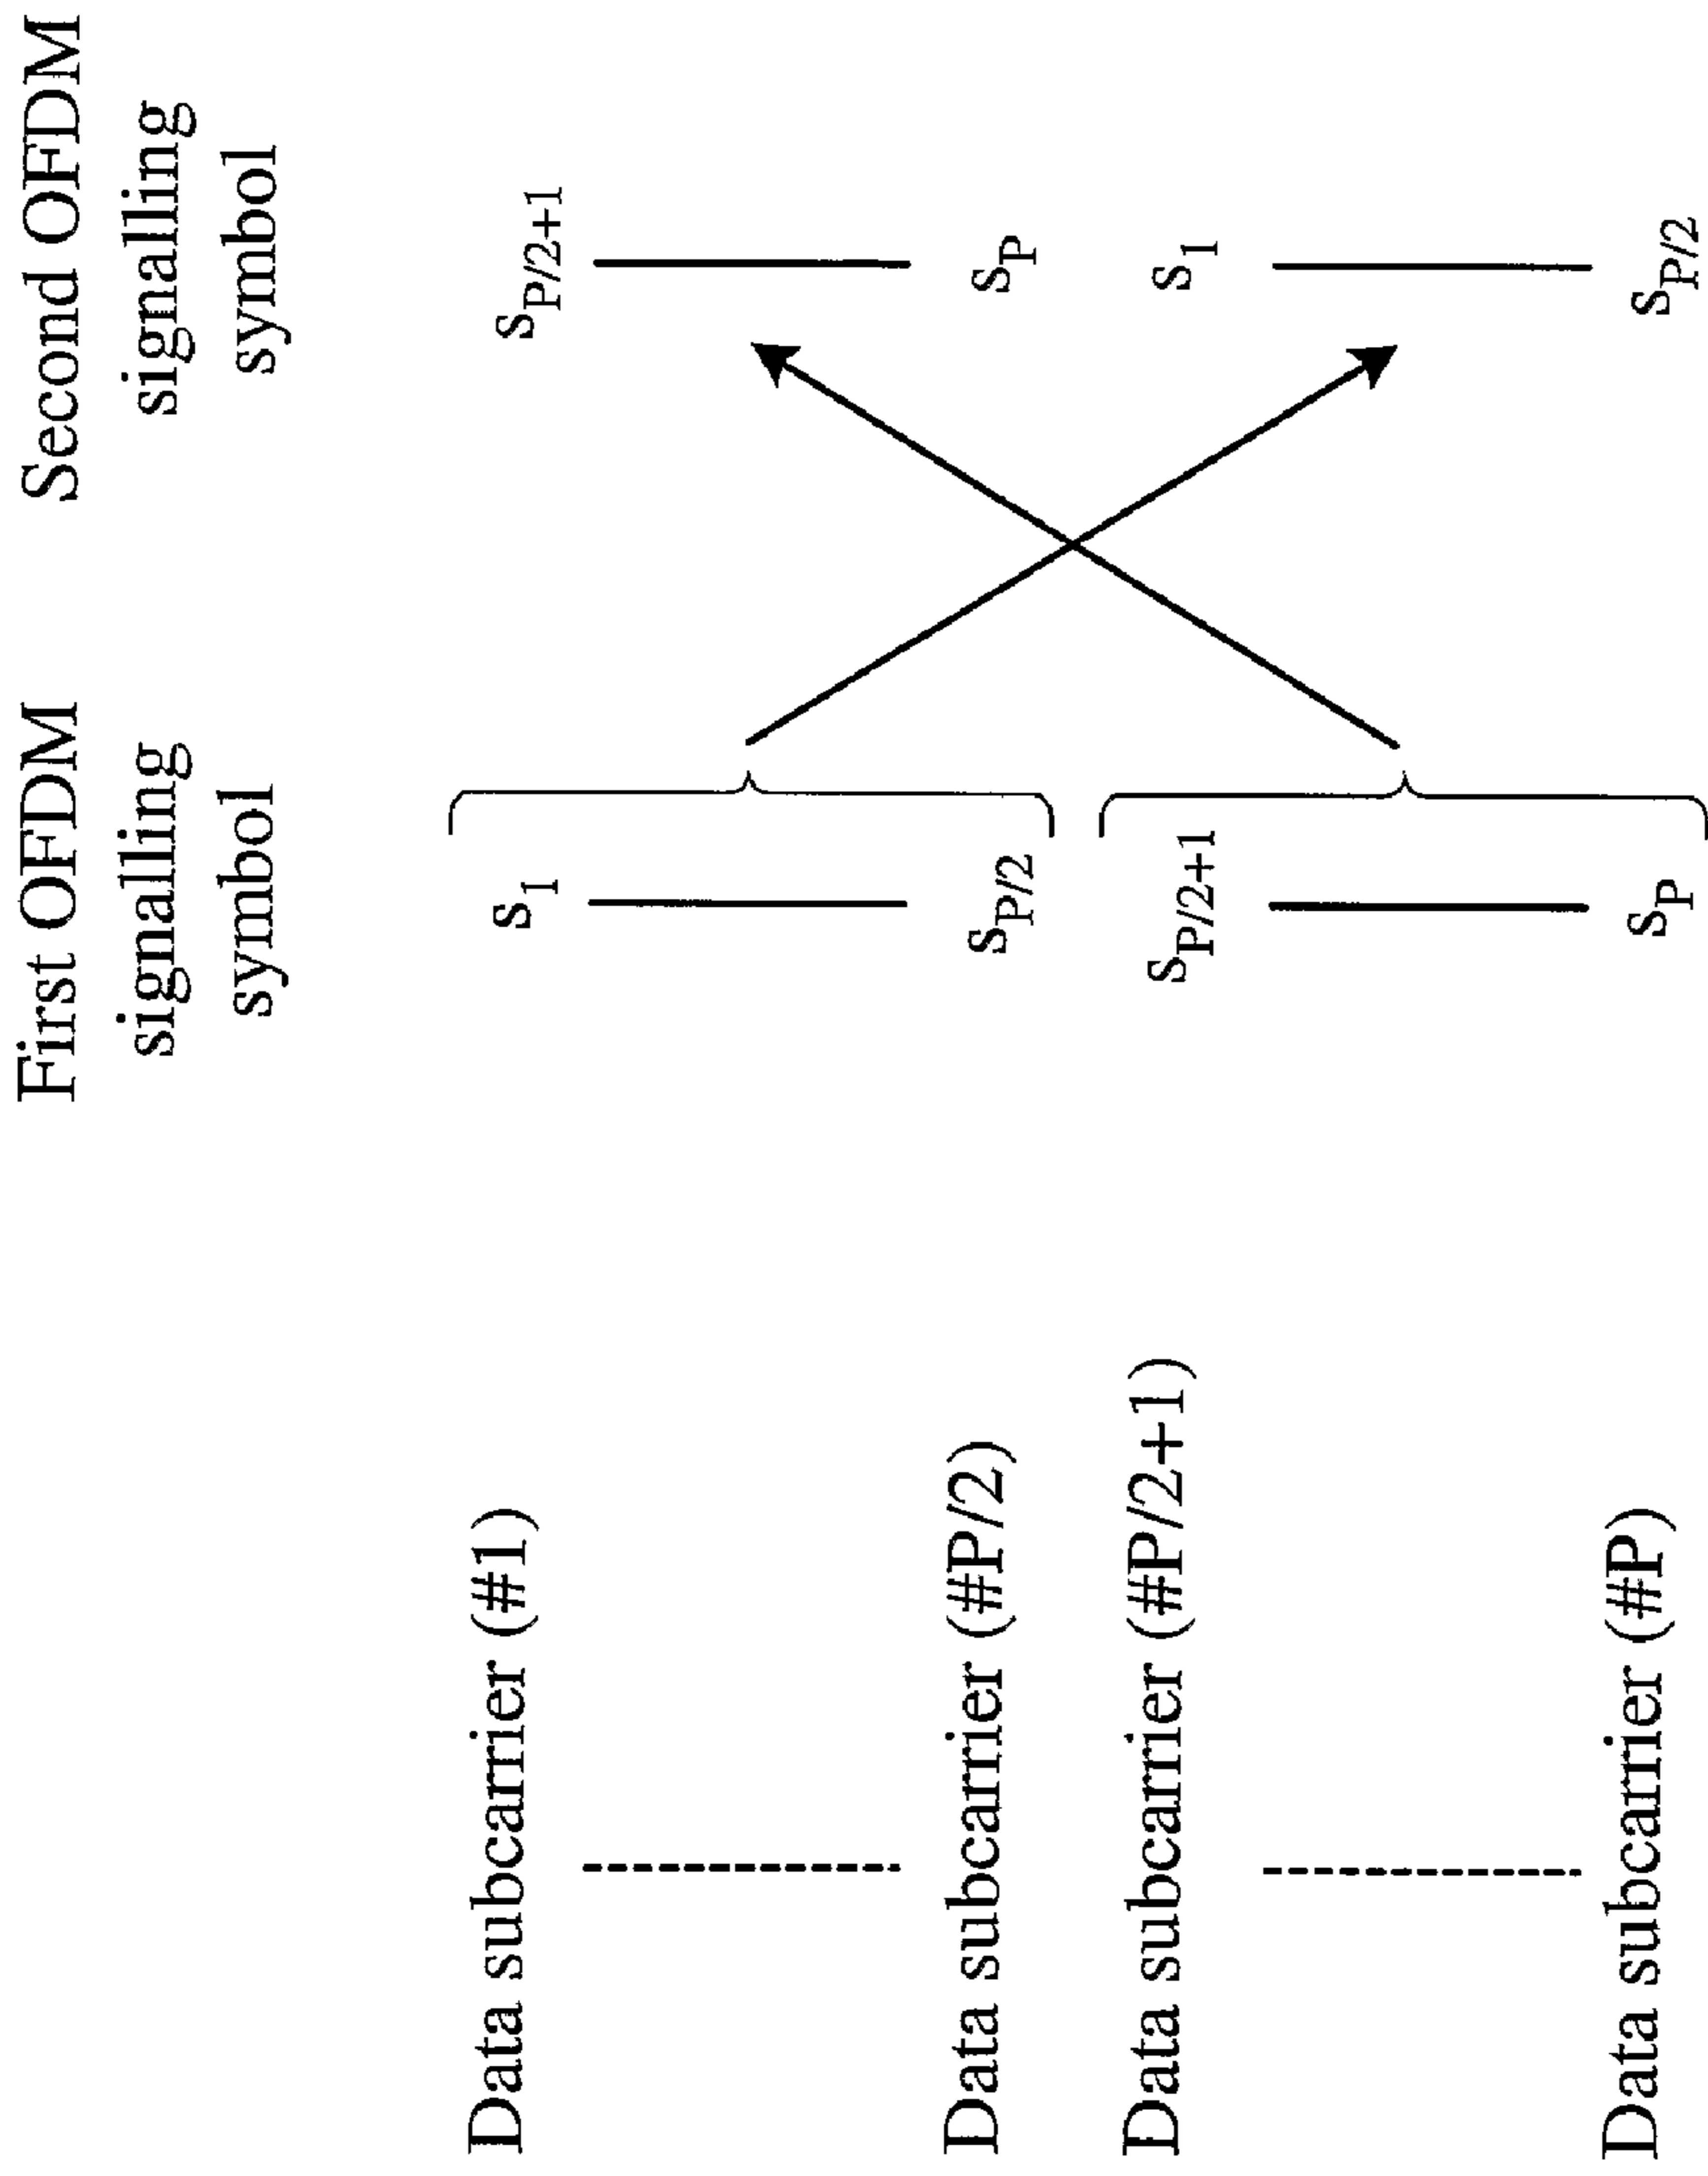 First OFDM
signalling
symbol
Second OFDM
signalling
symbol
Data subcarrier (#1)
s1
sP/2+1
Data subcarrier (#P/2)
sP/2
sP
Data subcarrier (#P/2+1)
sP/2+1
s1
Data subcarrier (#P)
sP
sP/2